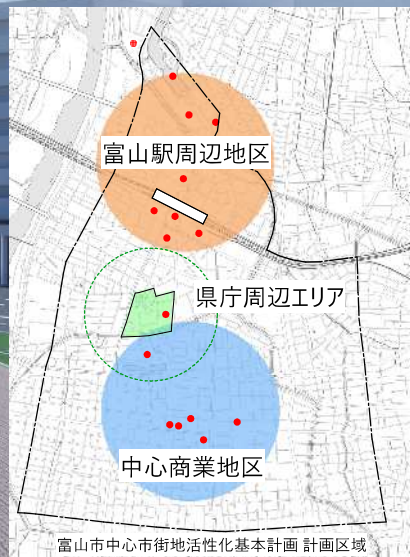 富山駅周辺地区
県庁周辺エリア
中心商業地区
富山市中心市街地活性化基本計画 計画区域